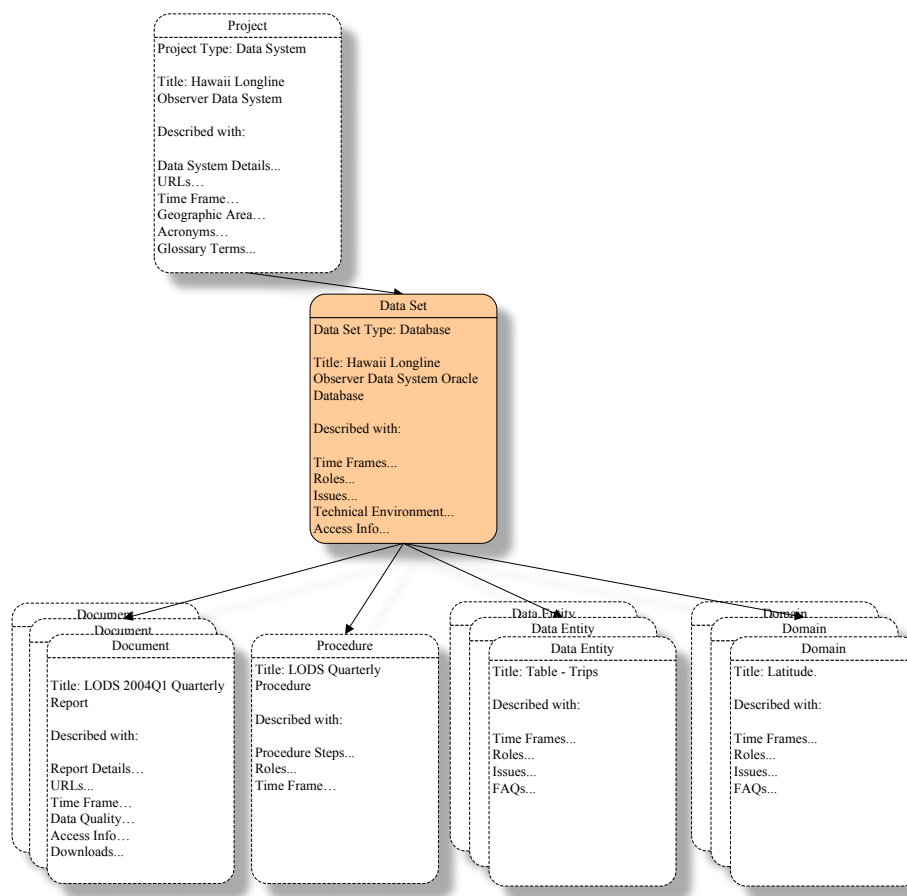 Project
Project Type: Data System
Title: Hawaii Longline
Observer Data System
Described with:
Data System Details...
URLs…
Time Frame…
Geographic Area…
Acronyms…
Glossary Terms...
Data Set
Data Set Type: Database
Title: Hawaii Longline
Observer Data System Oracle
Database
Described with:
Time Frames...
Roles...
Issues...
Technical Environment...
Access Info...
Document
Document
Document
Title: LODS 2004Q1 Quarterly
Report
Described with:
Report Details…
URLs...
Time Frame…
Data Quality…
Access Info…
Downloads...
Procedure
Title: LODS Quarterly
Procedure
Described with:
Procedure Steps...
Roles...
Time Frame…
Data Entity
Data Entity
Data Entity
Title: Table - Trips
Described with:
Time Frames...
Roles...
Issues...
FAQs...
Domain
Domain
Domain
Title: Latitude.
Described with:
Time Frames...
Roles...
Issues...
FAQs...